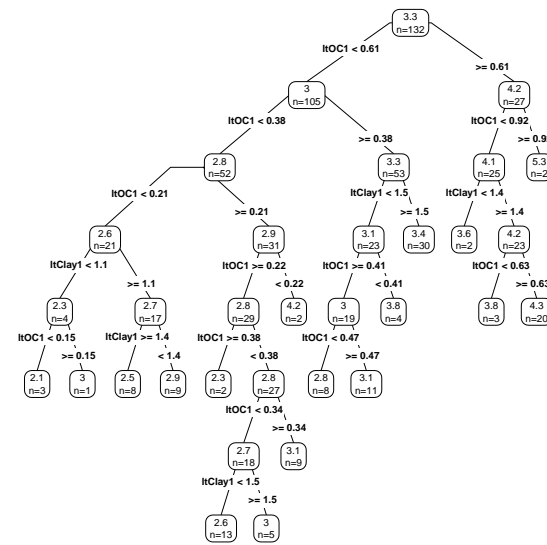 3.3
n=132
ltOC1 < 0.61
>= 0.61
3
n=105
4.2
n=27
ltOC1 < 0.38
>= 0.38
ltOC1 < 0.92
>= 0.9
2.8
n=52
3.3
n=53
4.1
n=25
5.3
n=2
ltOC1 < 0.21
>= 0.21
ltClay1 < 1.5
>= 1.5
ltClay1 < 1.4
>= 1.4
2.6
n=21
2.9
n=31
3.1
n=23
3.4
n=30
3.6
n=2
4.2
n=23
ltClay1 < 1.1
>= 1.1
ltOC1 >= 0.22
< 0.22
ltOC1 >= 0.41
< 0.41
ltOC1 < 0.63
>= 0.63
2.3
n=4
2.7
n=17
2.8
n=29
4.2
n=2
3
n=19
3.8
n=4
3.8
n=3
4.3
n=20
ltOC1 < 0.15
>= 0.15
ltClay1 >= 1.4
< 1.4
ltOC1 >= 0.38
< 0.38
ltOC1 < 0.47
>= 0.47
2.1
n=3
3
n=1
2.5
n=8
2.9
n=9
2.3
n=2
2.8
n=27
2.8
n=8
3.1
n=11
ltOC1 < 0.34
>= 0.34
2.7
n=18
3.1
n=9
ltClay1 < 1.5
>= 1.5
2.6
n=13
3
n=5